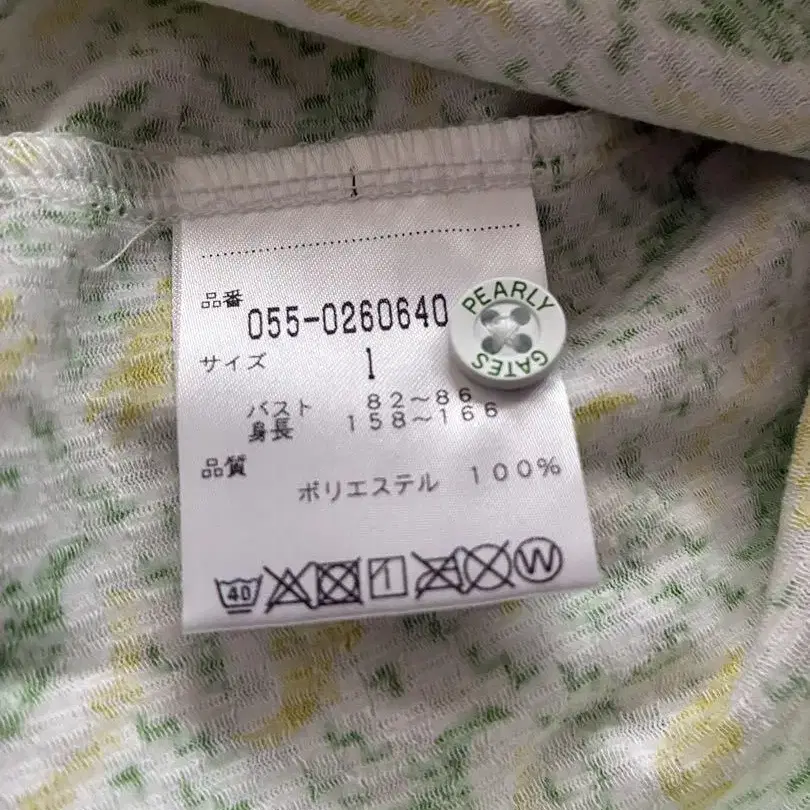 品番 055-0260640
PEARLY GATES
サイズ 1
バスト 82~86
身長 158~166
品質
ポリエステル 100%
40 W